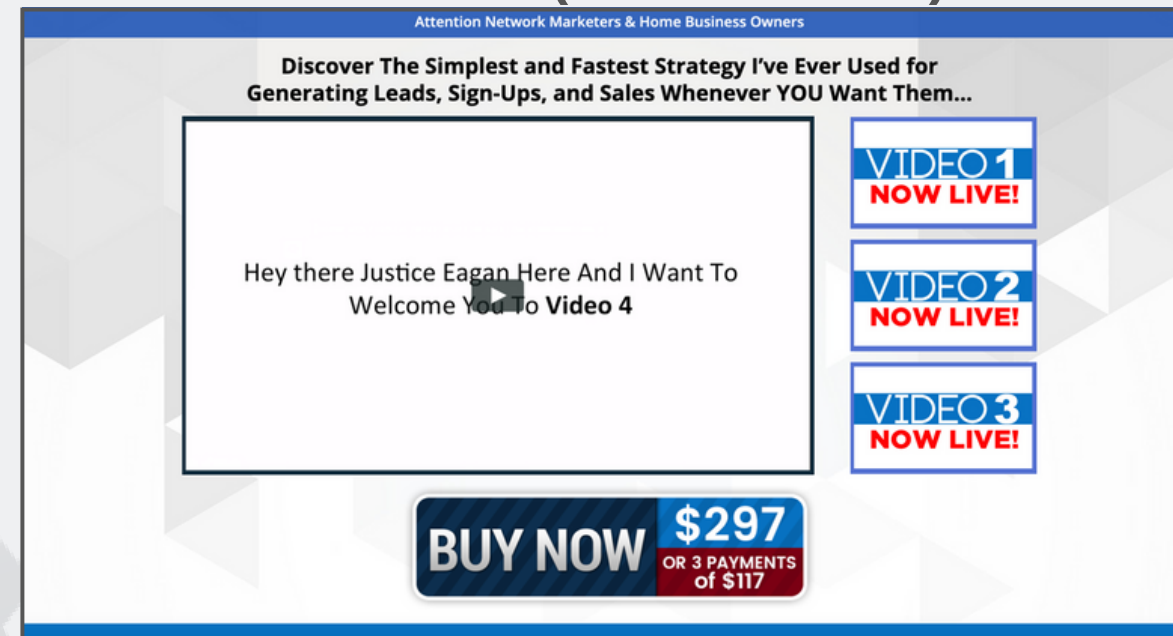 Attention Network Marketers & Home Business Owners
Discover The Simplest and Fastest Strategy I've Ever Used for
Generating Leads, Sign-Ups, and Sales Whenever YOU Want Them...
Hey there Justice Eagan Here And I Want To
Welcome You To Video 4
VIDEO 1
NOW LIVE!
VIDEO 2
NOW LIVE!
VIDEO 3
NOW LIVE!
BUY NOW
$297
OR 3 PAYMENTS
of $117